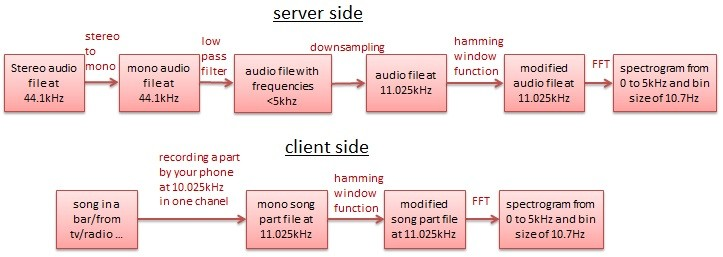 server side
stereo
to
mono
low
pass
filter
downsampling
hamming
window
function
FFT
Stereo audio
file at
44.1kHz
mono audio
file at
44.1kHz
audio file with
frequencies
<5khz
audio file at
11.025kHz
modified
audio file at
11.025kHz
spectrogram from
0 to 5kHz and bin
size of 10.7Hz
client side
recording a part
by your phone
at 10.025kHz
in one chanel
hamming
window
function
FFT
song in a
bar/from
tv/radio ...
mono song
part file at
11.025kHz
modified
song part file
at 11.025kHz
spectrogram from
0 to 5kHz and bin
size of 10.7Hz